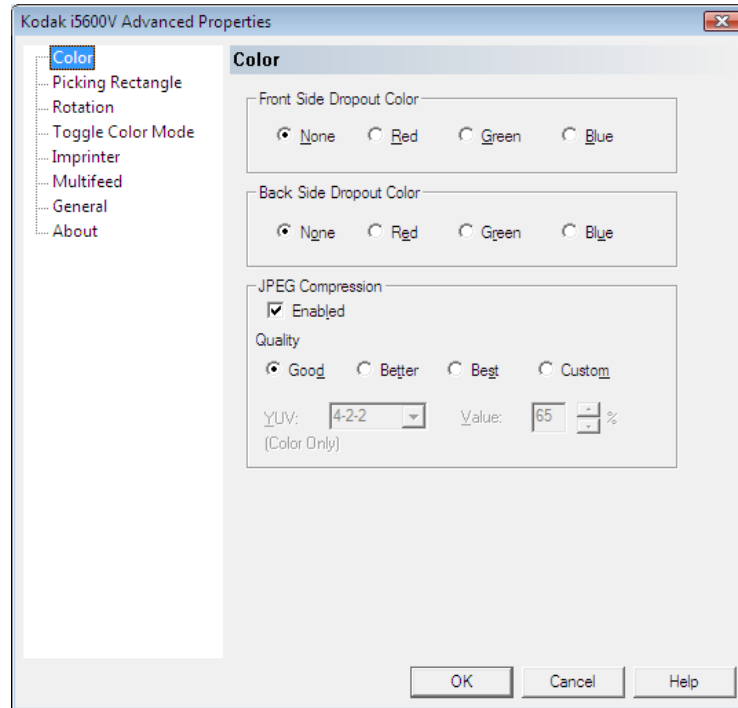 Kodak i5600V Advanced Properties
Color
Picking Rectangle
Rotation
Toggle Color Mode
Imprinter
Multifeed
General
About
Color
Front Side Dropout Color
None Red Green Blue
Back Side Dropout Color
None Red Green Blue
JPEG Compression
Enabled
Quality
Good Better Best Custom
YUV: 4-2-2 Value: 65 %
(Color Only)
OK Cancel Help